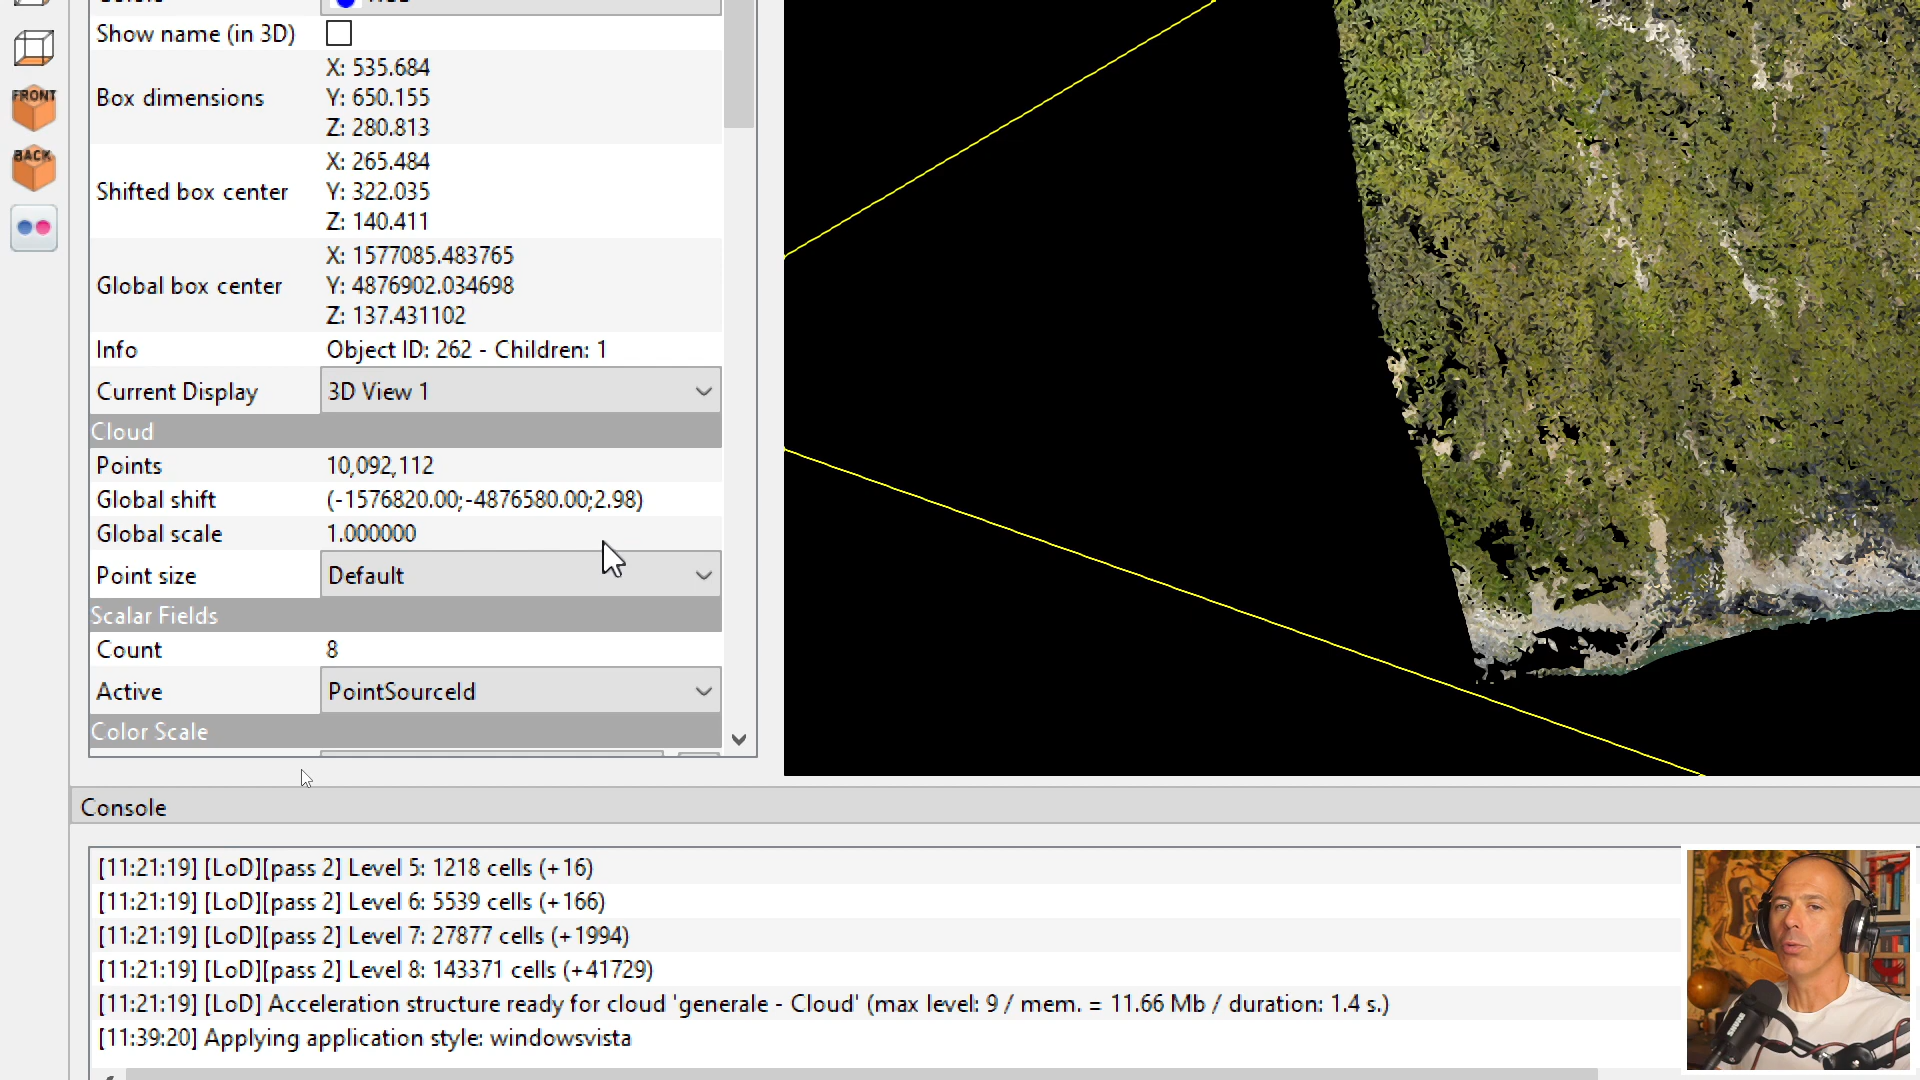 Show name (in 3D)
X: 535.684
Box dimensions
Y: 650.155
Z: 280.813
X: 265.484
Shifted box center
Y: 322.035
Z: 140.411
X: 1577085.483765
Global box center
Y: 4876902.034698
Z: 137.431102
Info
Object ID: 262 - Children: 1
Current Display
3D View 1
Cloud
Points
10,092,112
Global shift
(-1576820.00;-4876580.00;2.98)
Global scale
1.000000
Point size
Default
Scalar Fields
Count
8
Active
PointSourceId
Color Scale
FRONT
BACK
Console
[11:21:19] [LoD][pass 2] Level 5: 1218 cells (+16)
[11:21:19] [LoD][pass 2] Level 6: 5539 cells (+166)
[11:21:19] [LoD][pass 2] Level 7: 27877 cells (+1994)
[11:21:19] [LoD][pass 2] Level 8: 143371 cells (+41729)
[11:21:19] [LoD] Acceleration structure ready for cloud 'generale - Cloud' (max level: 9 / mem. = 11.66 Mb / duration: 1.4 s.)
[11:39:20] Applying application style: windowsvista